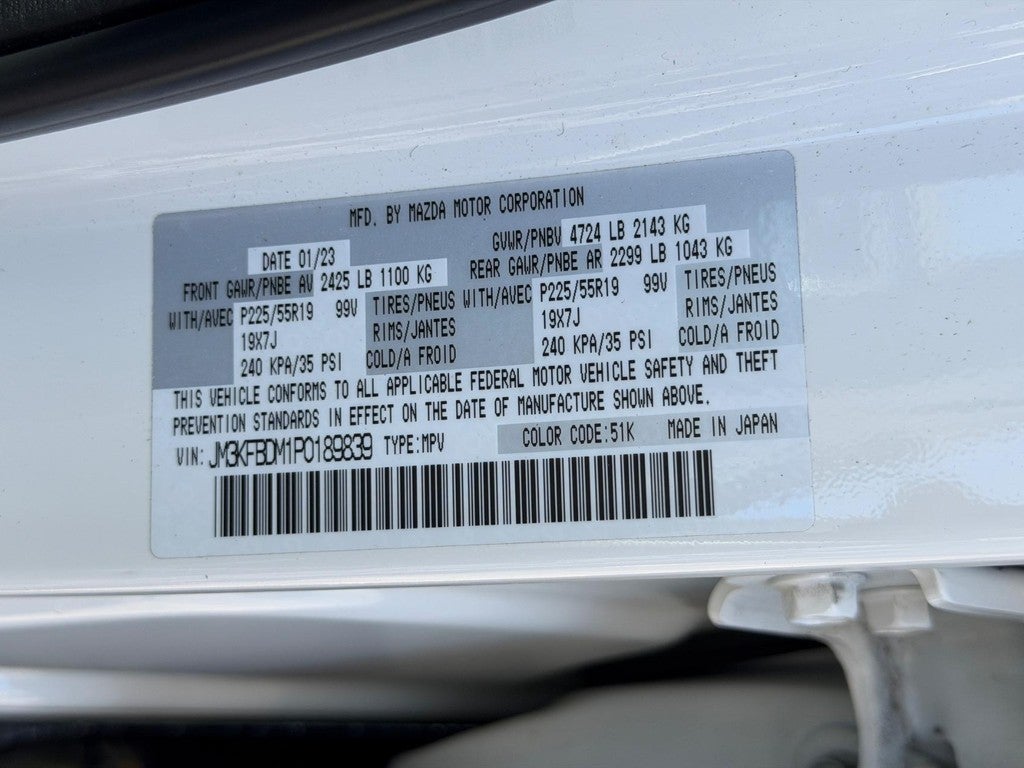 MFD. BY MAZDA MOTOR CORPORATION
DATE 01/23 GVWR/PNBV 4724 LB 2143 KG
FRONT GAWR/PNBE AV 2425 LB 1100 KG REAR GAWR/PNBE AR 2299 LB 1043 KG
WITH/AVEC P225/55R19 99V TIRES/PNEUS WITH/AVEC P225/55R19 99V TIRES/PNEUS
19X7J RIMS/JANTES 19X7J RIMS/JANTES
240 KPA/35 PSI COLD/A FROID 240 KPA/35 PSI COLD/A FROID
THIS VEHICLE CONFORMS TO ALL APPLICABLE FEDERAL MOTOR VEHICLE SAFETY AND THEFT
PREVENTION STANDARDS IN EFFECT ON THE DATE OF MANUFACTURE SHOWN ABOVE.
VIN: JM3KFBDM1P0189839 TYPE:MPV COLOR CODE:51K MADE IN JAPAN